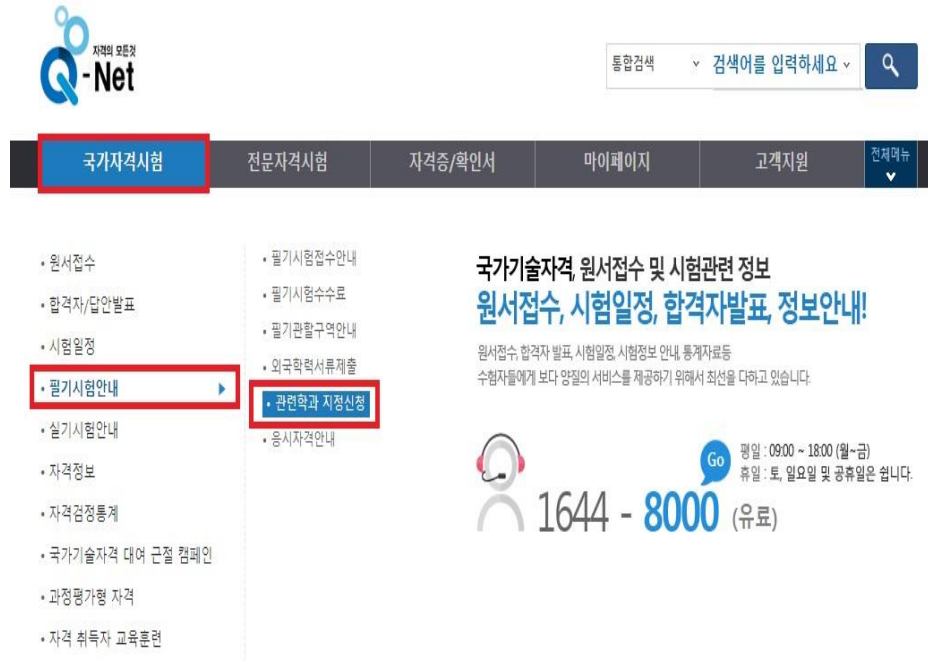 자격의 모든것
Q-Net
통합검색 검색어를 입력하세요
국가자격시험 전문자격시험 자격증/확인서 마이페이지 고객지원 전체메뉴
• 원서접수
• 합격자/답안발표
• 시험일정
• 필기시험안내
• 실기시험안내
• 자격정보
• 자격검정통계
• 국가기술자격 대여 근절 캠페인
• 과정평가형 자격
• 자격 취득자 교육훈련
• 필기시험접수안내
• 필기시험수수료
• 필기관할구역안내
• 외국학력서류제출
• 관련학과 지정신청
• 응시자격안내
국가기술자격, 원서접수 및 시험관련 정보
원서접수, 시험일정, 합격자발표, 정보안내!
원서접수, 합격자 발표, 시험일정, 시험정보 안내, 통계자료등
수험자들에게 보다 양질의 서비스를 제공하기 위해서 최선을 다하고 있습니다.
Go
평일 : 09:00 ~ 18:00 (월~금)
휴일 : 토, 일요일 및 공휴일은 쉽니다.
1644 - 8000 (유료)